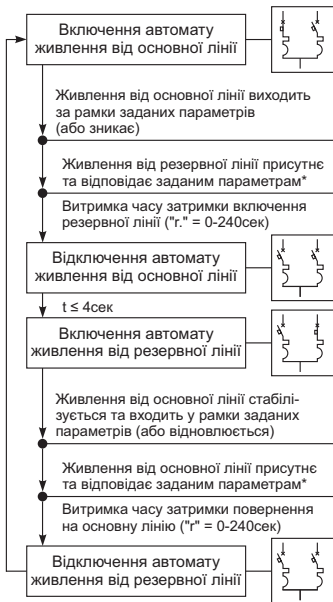 Включення автомату
живлення від основної лінії
Живлення від основної лінії виходить
за рамки заданих параметрів
(або зникає)
Живлення від резервної лінії присутнє
та відповідає заданим параметрам*
Витримка часу затримки включення
резервної лінії ("г." = 0-240сек)
Відключення автомату
живлення від основної лінії
t ≤ 4сек
Включення автомату
живлення від резервної лінії
Живлення від основної лінії стабілі-
зується та входить у рамки заданих
параметрів (або відновлюється)
Живлення від основної лінії присутнє
та відповідає заданим параметрам*
Витримка часу затримки повернення
на основну лінію ("г" = 0-240сек)
Відключення автомату
живлення від резервної лінії